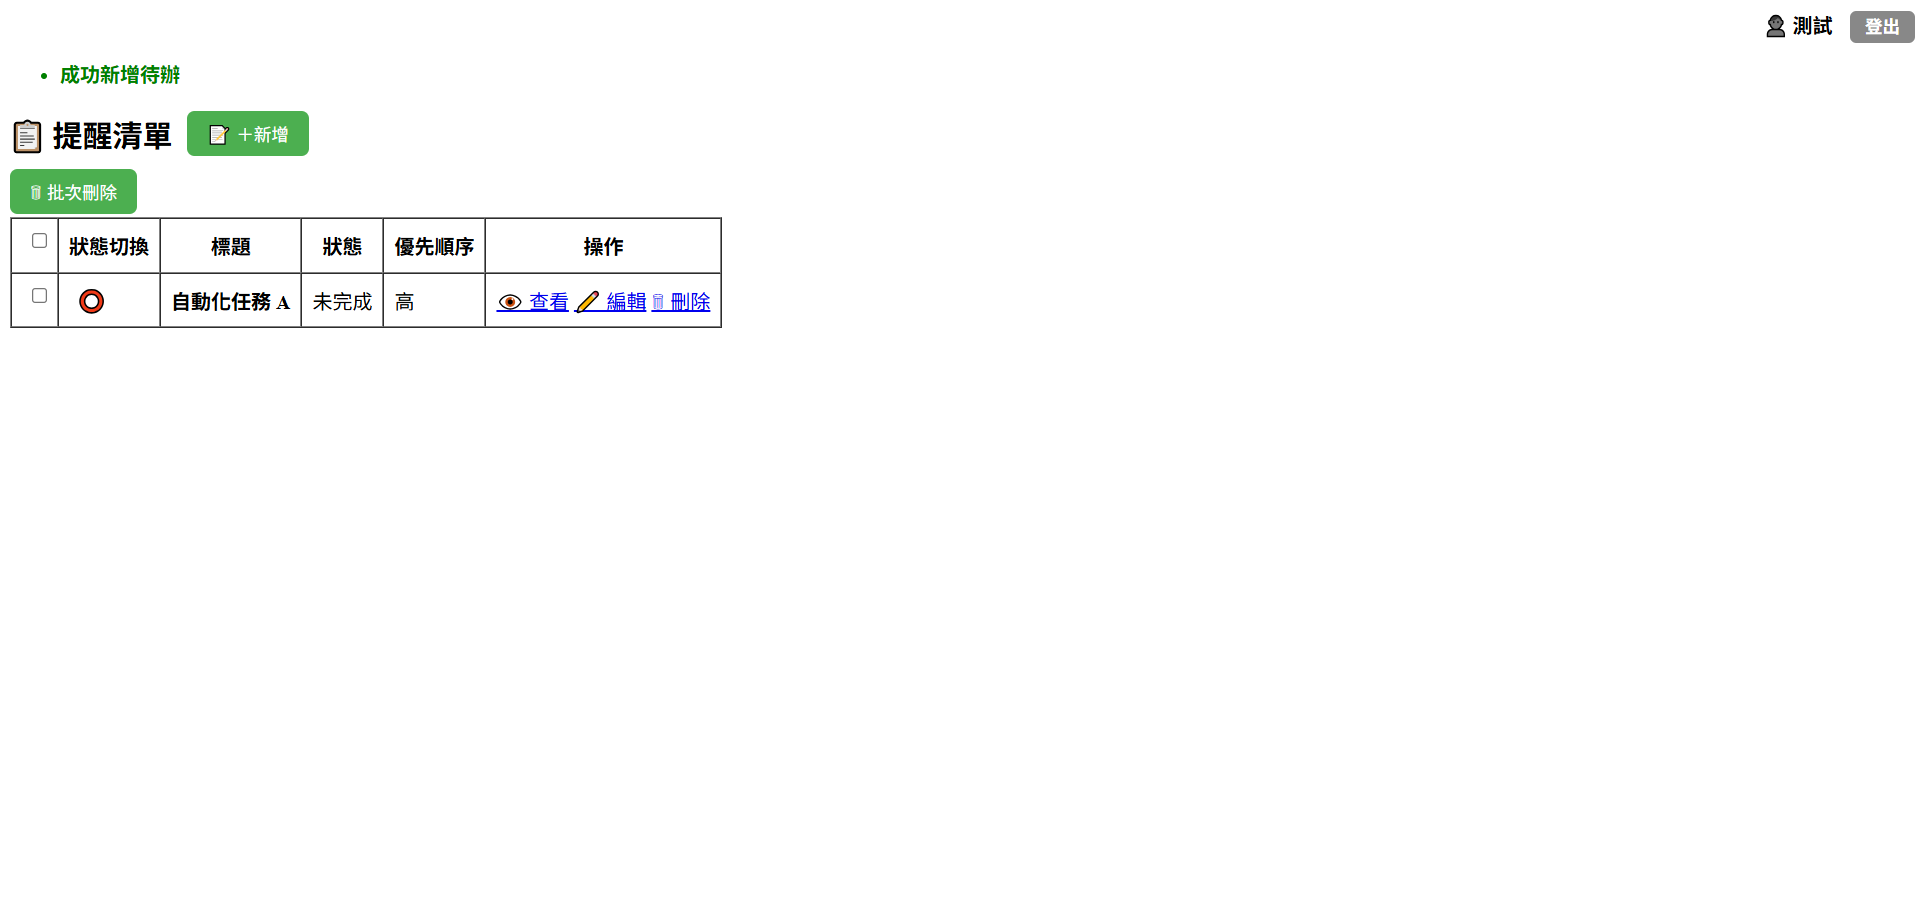 測試 登出
成功新增待辦
提醒清單 ＋新增
批次刪除
狀態切換 標題 狀態 優先順序 操作
自動化任務 A 未完成 高 查看 編輯 刪除